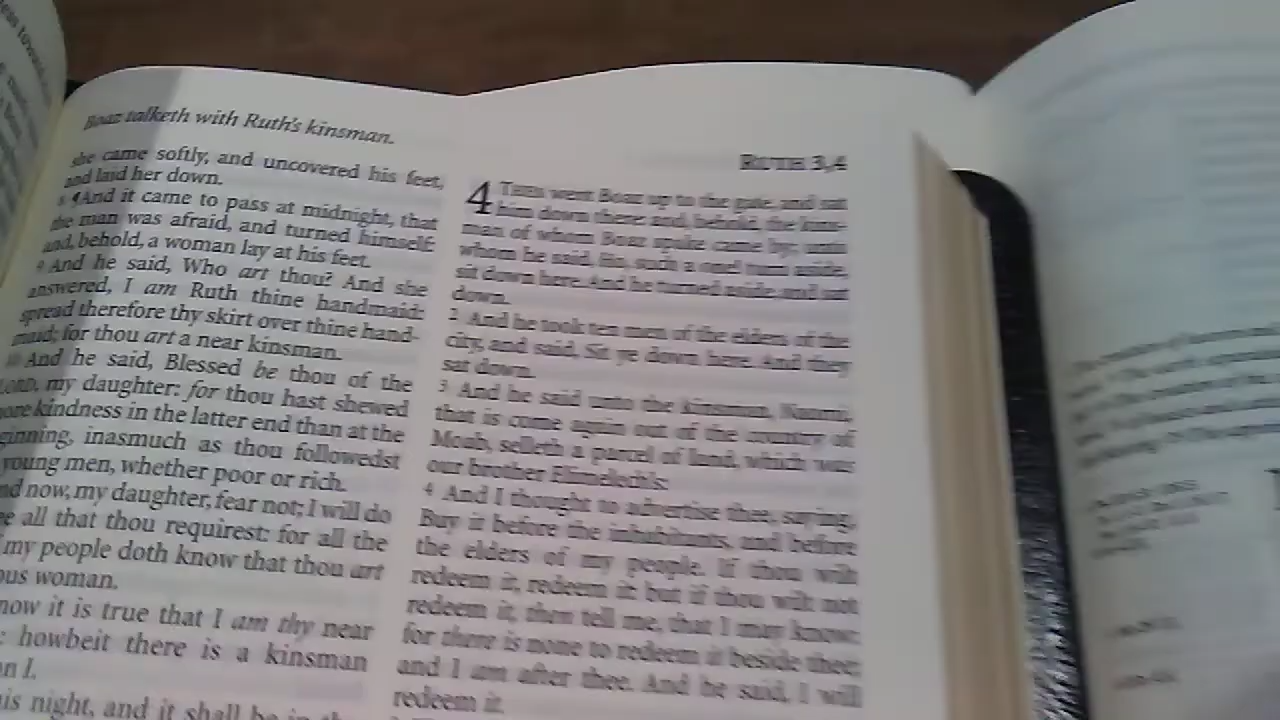 Boaz talketh with Ruth's kinsman.
she came softly, and uncovered his feet,
and laid her down.
8 ¶And it came to pass at midnight, that
the man was afraid, and turned himself:
and, behold, a woman lay at his feet.
9 And he said, Who art thou? And she
answered, I am Ruth thine handmaid:
spread therefore thy skirt over thine hand-
maid; for thou art a near kinsman.
10 And he said, Blessed be thou of the
LORD, my daughter: for thou hast shewed
more kindness in the latter end than at the
ginning, inasmuch as thou followedst
young men, whether poor or rich.
nd now, my daughter, fear not; I will do
e all that thou requirest: for all the
my people doth know that thou art
ous woman.
now it is true that I am thy near
: howbeit there is a kinsman
n I.
is night, and it shall be in
RUTH 3,4
4 THEN went Boaz up to the gate, and sat
him down there: and, behold, the kins-
man of whom Boaz spake came by; unto
whom he said, Ho, such a one! turn aside,
sit down here. And he turned aside, and sat
down.
2 And he took ten men of the elders of the
city, and said, Sit ye down here. And they
sat down.
3 And he said unto the kinsman, Naomi,
that is come again out of the country of
Moab, selleth a parcel of land, which was
our brother Elimelech's:
4 And I thought to advertise thee, saying,
Buy it before the inhabitants, and before
the elders of my people. If thou wilt
redeem it, redeem it: but if thou wilt not
redeem it, then tell me, that I may know:
for there is none to redeem it beside thee;
and I am after thee. And he said, I will
redeem it.